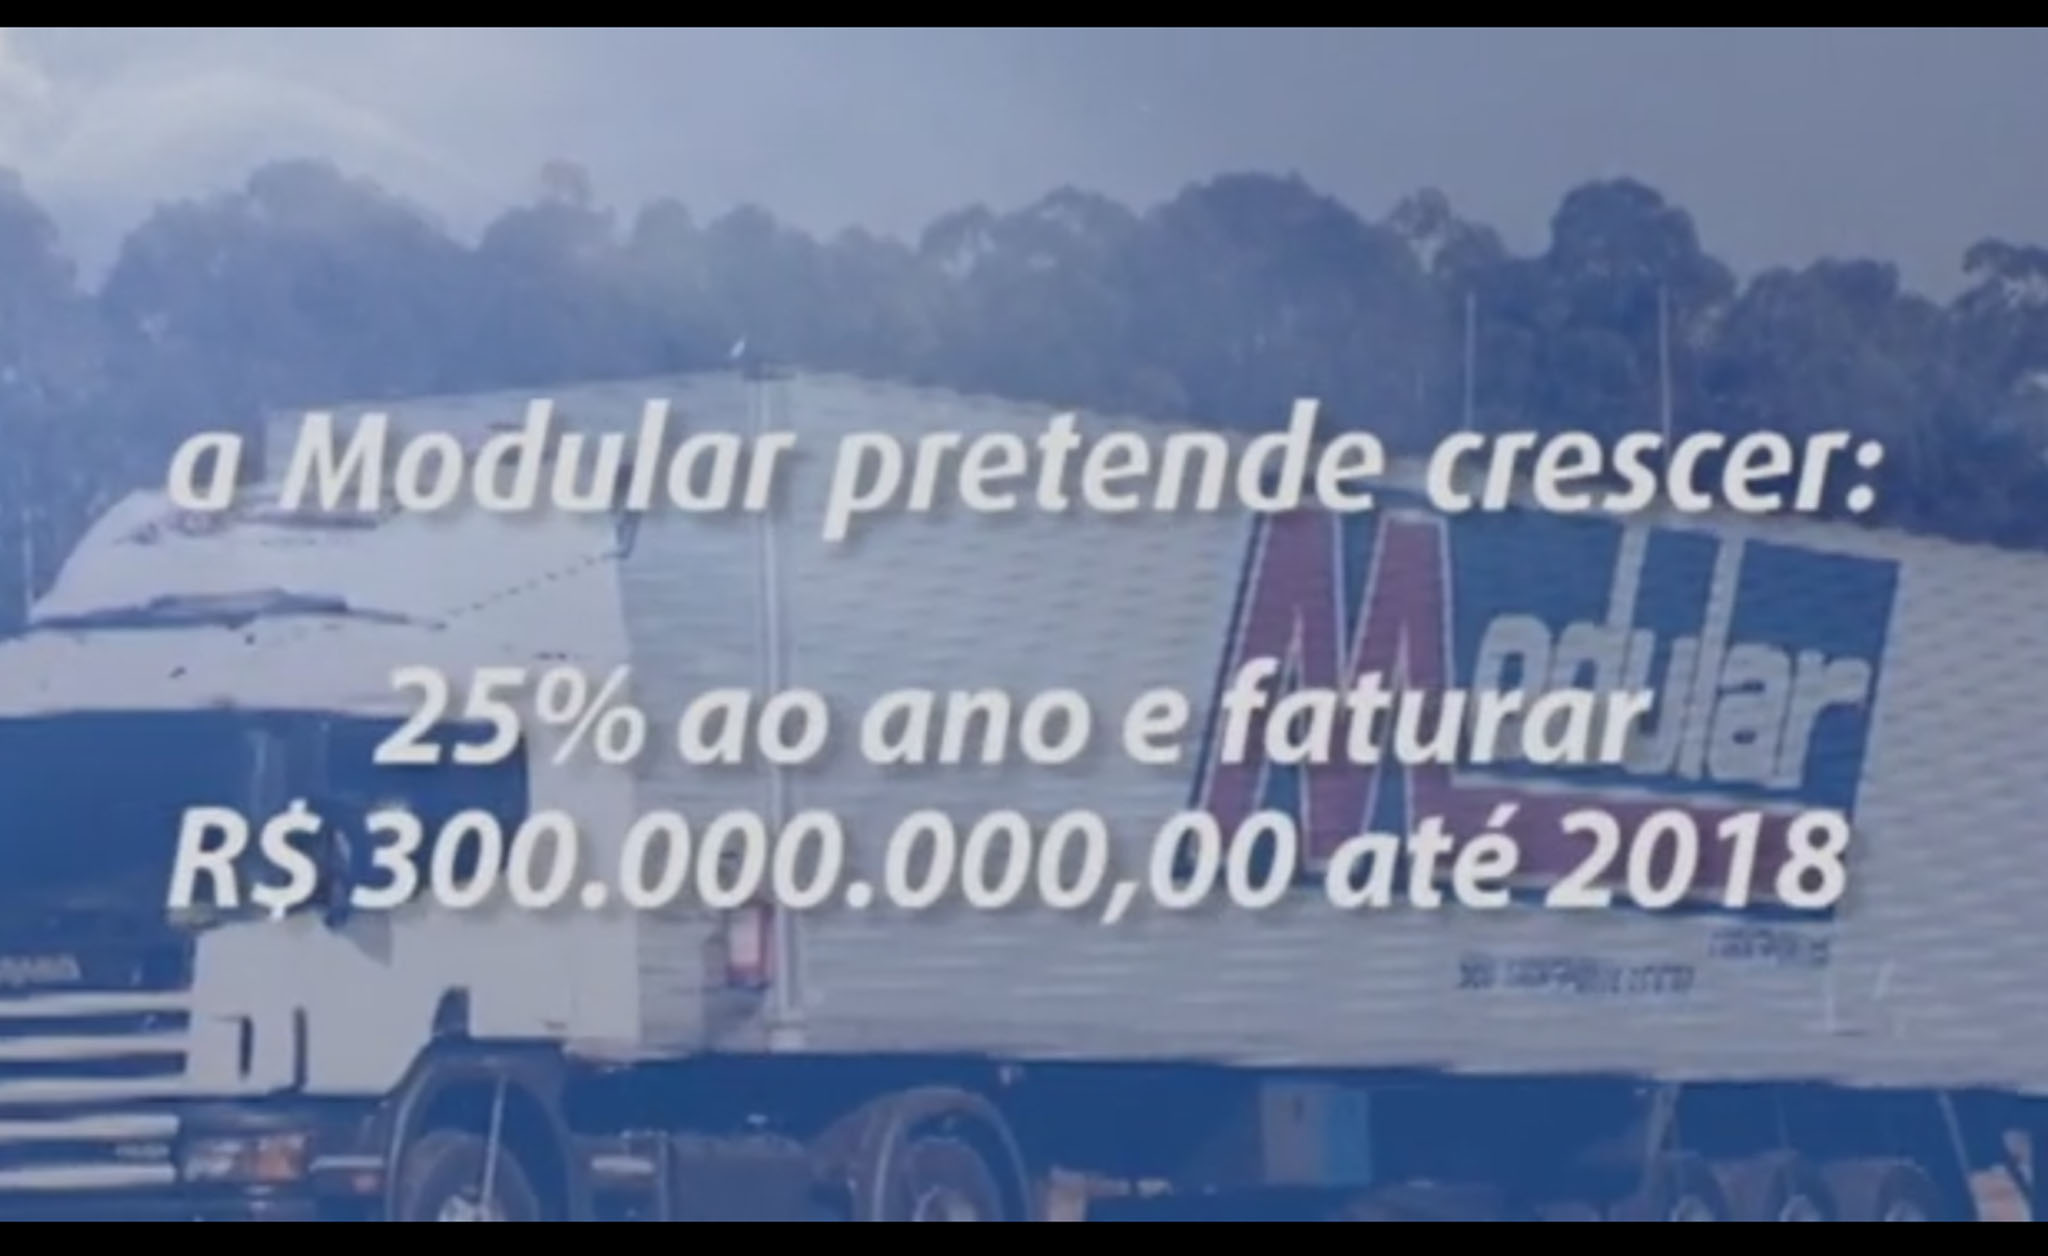 a Modular pretende crescer:
Modular
25% ao ano e faturar
R$ 300.000.000,00 até 2018